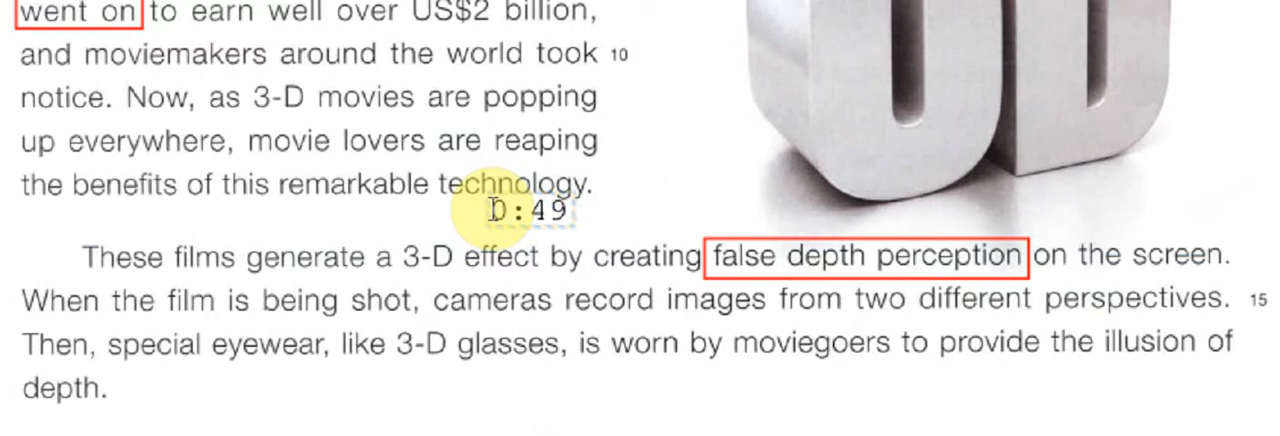 went on to earn well over US$2 billion,
and moviemakers around the world took 10
notice. Now, as 3-D movies are popping
up everywhere, movie lovers are reaping
the benefits of this remarkable technology.
0:49
These films generate a 3-D effect by creating false depth perception on the screen.
When the film is being shot, cameras record images from two different perspectives. 15
Then, special eyewear, like 3-D glasses, is worn by moviegoers to provide the illusion of
depth.
3D